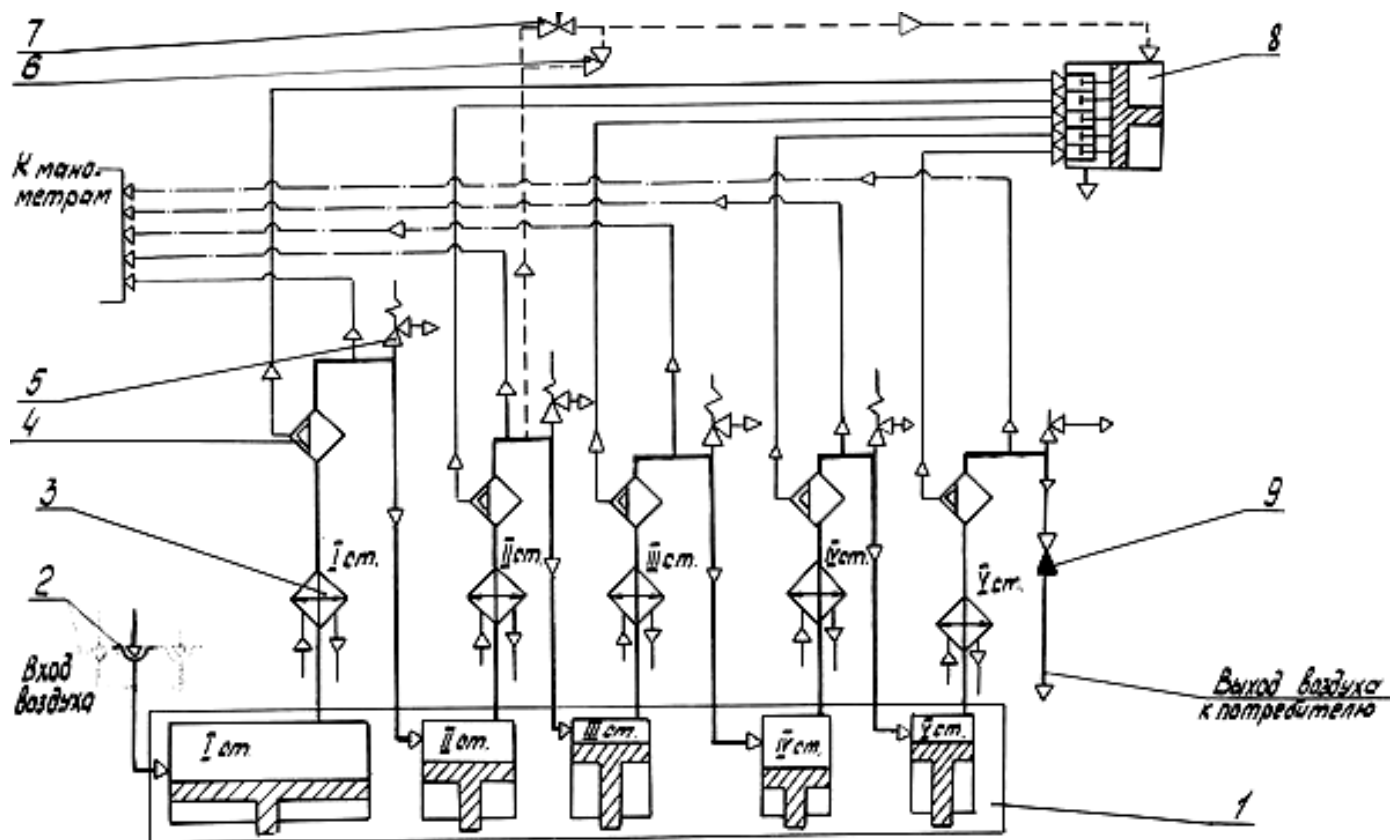 7
6
8
К мано-
метрам
5
4
3
I ст.
II ст.
III ст.
IV ст.
V ст.
9
2
Вход
воздуха
Выход воздуха
к потребителю
I ст.
II ст.
III ст.
IV ст.
V ст.
1